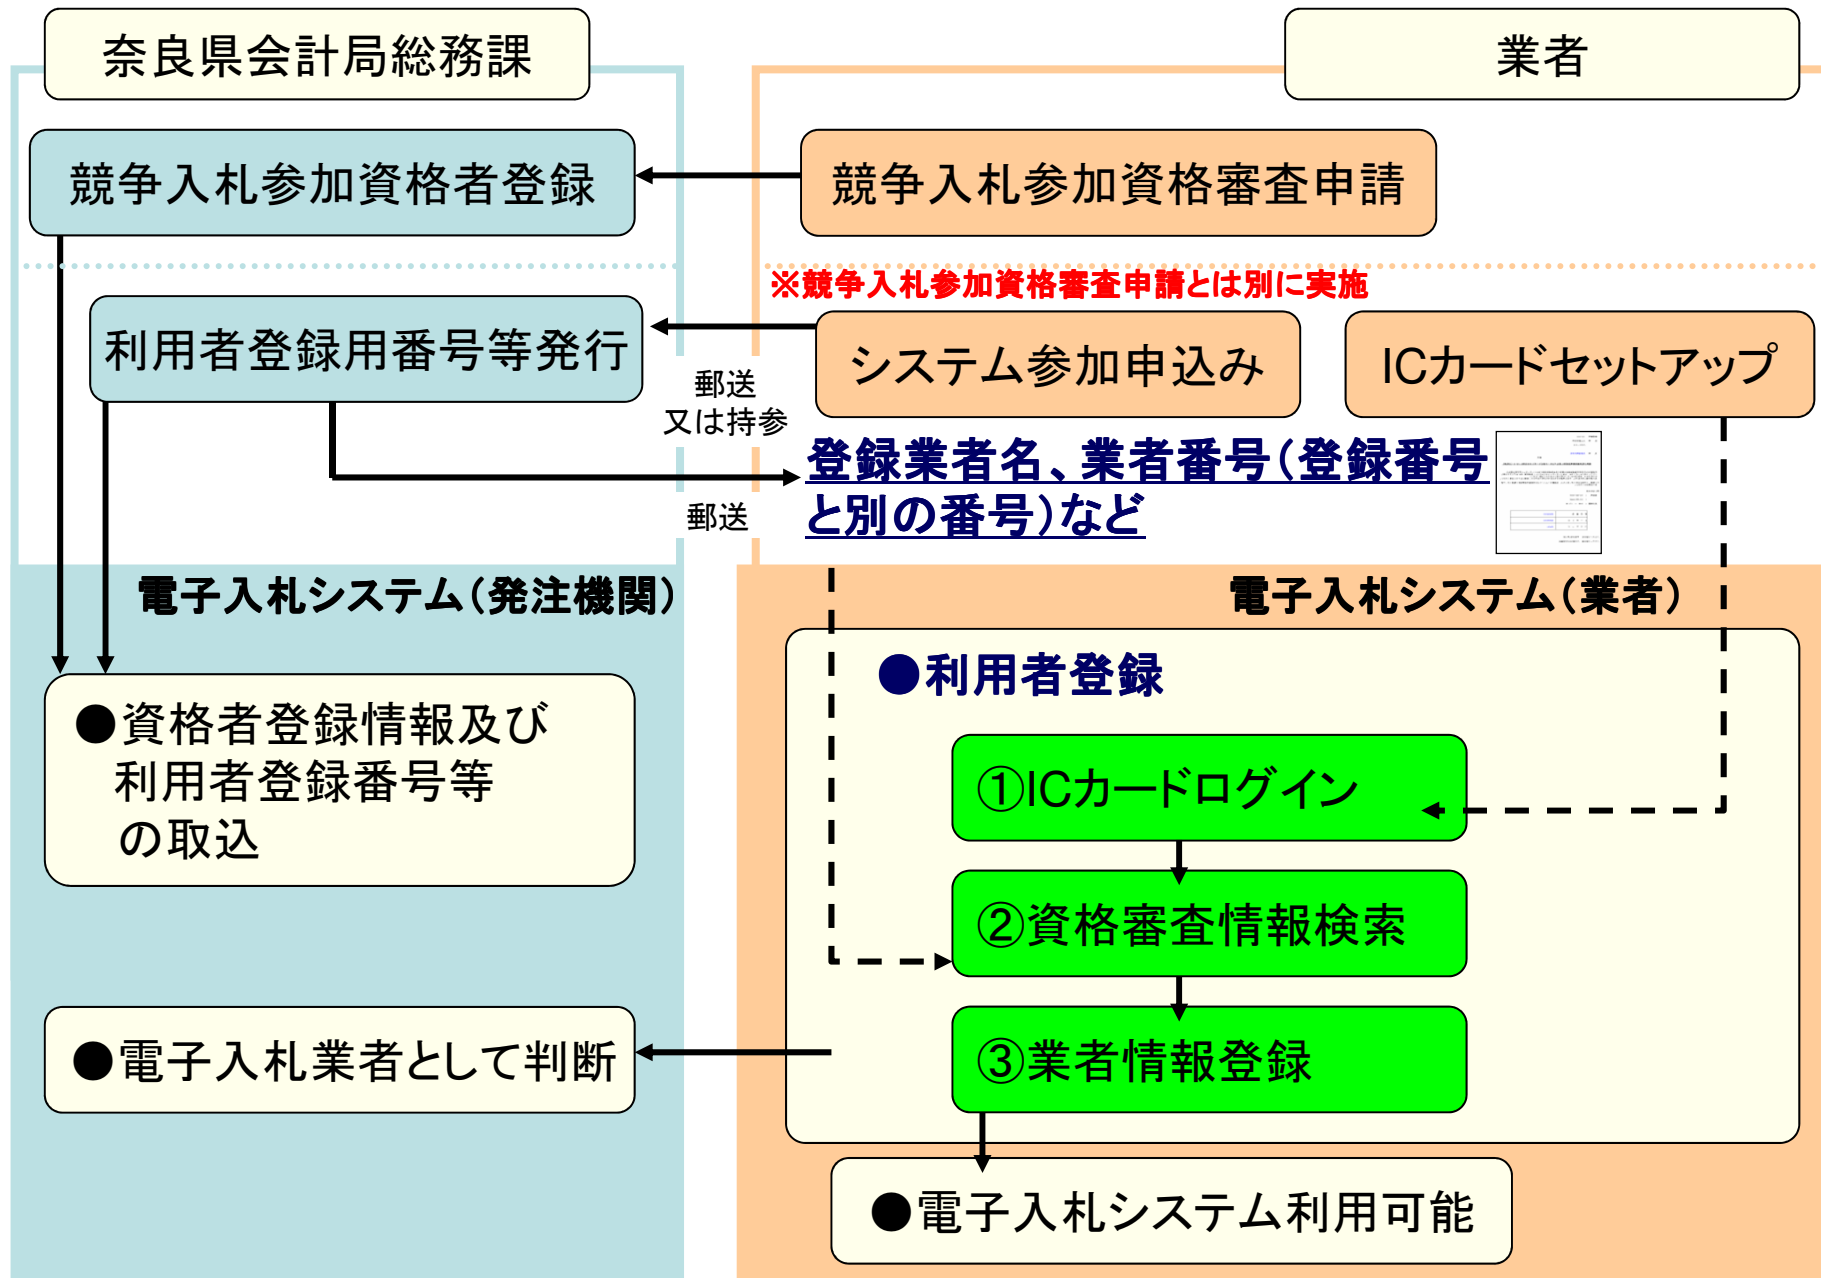 奈良県会計局総務課
業者
競争入札参加資格者登録
競争入札参加資格審査申請
※競争入札参加資格審査申請とは別に実施
利用者登録用番号等発行
システム参加申込み
ICカードセットアップ
郵送
又は持参
登録業者名、業者番号(登録番号
と別の番号)など
郵送
電子入札システム(発注機関)
電子入札システム(業者)
●利用者登録
●資格者登録情報及び
利用者登録番号等
の取込
①ICカードログイン
②資格審査情報検索
●電子入札業者として判断
③業者情報登録
●電子入札システム利用可能